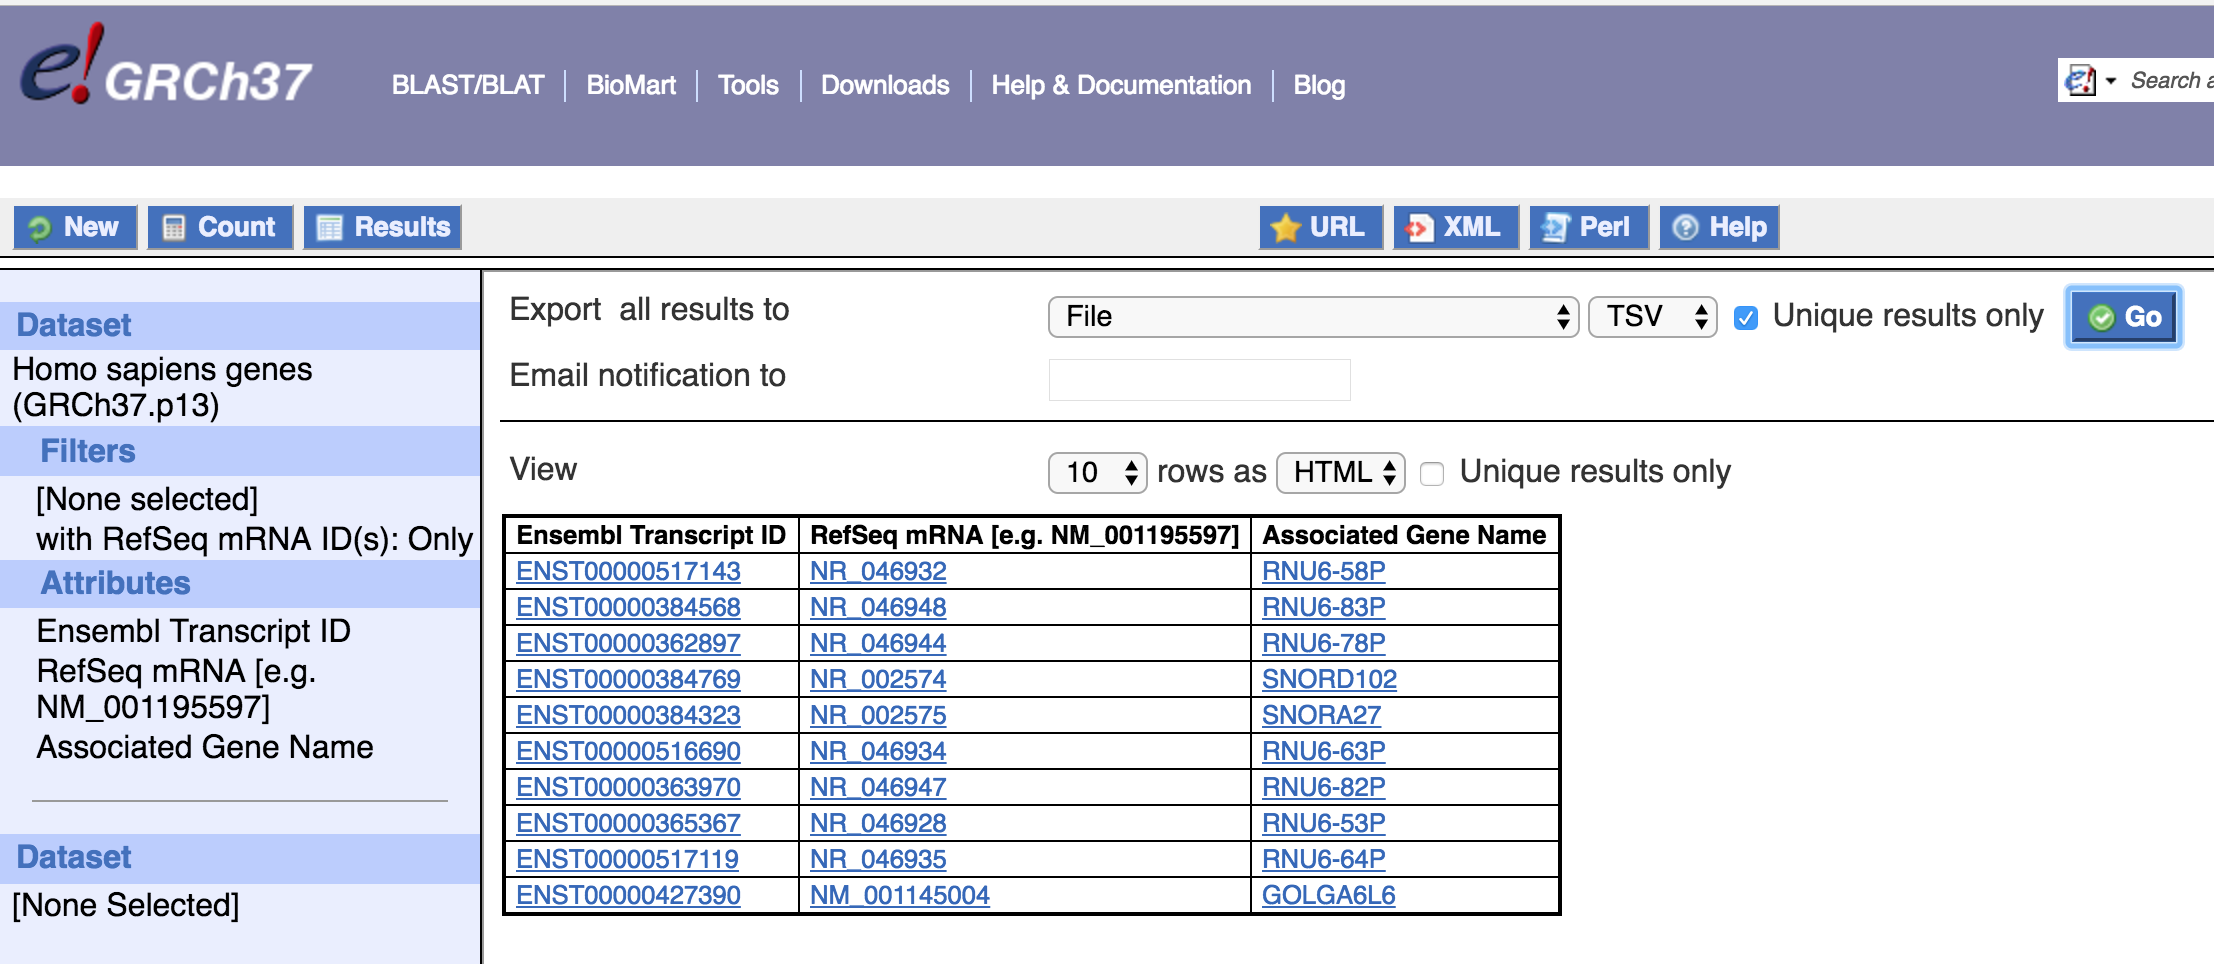 e! GRCh37
BLAST/BLAT | BioMart | Tools | Downloads | Help & Documentation | Blog
e! Search a
New Count Results URL XML Perl Help
Dataset
Homo sapiens genes
(GRCh37.p13)
Filters
[None selected]
with RefSeq mRNA ID(s): Only
Attributes
Ensembl Transcript ID
RefSeq mRNA [e.g.
NM_001195597]
Associated Gene Name
Dataset
[None Selected]
Export all results to File TSV Unique results only Go
Email notification to
View 10 rows as HTML Unique results only
Ensembl Transcript ID RefSeq mRNA [e.g. NM_001195597] Associated Gene Name
ENST00000517143 NR_046932 RNU6-58P
ENST00000384568 NR_046948 RNU6-83P
ENST00000362897 NR_046944 RNU6-78P
ENST00000384769 NR_002574 SNORD102
ENST00000384323 NR_002575 SNORA27
ENST00000516690 NR_046934 RNU6-63P
ENST00000363970 NR_046947 RNU6-82P
ENST00000365367 NR_046928 RNU6-53P
ENST00000517119 NR_046935 RNU6-64P
ENST00000427390 NM_001145004 GOLGA6L6